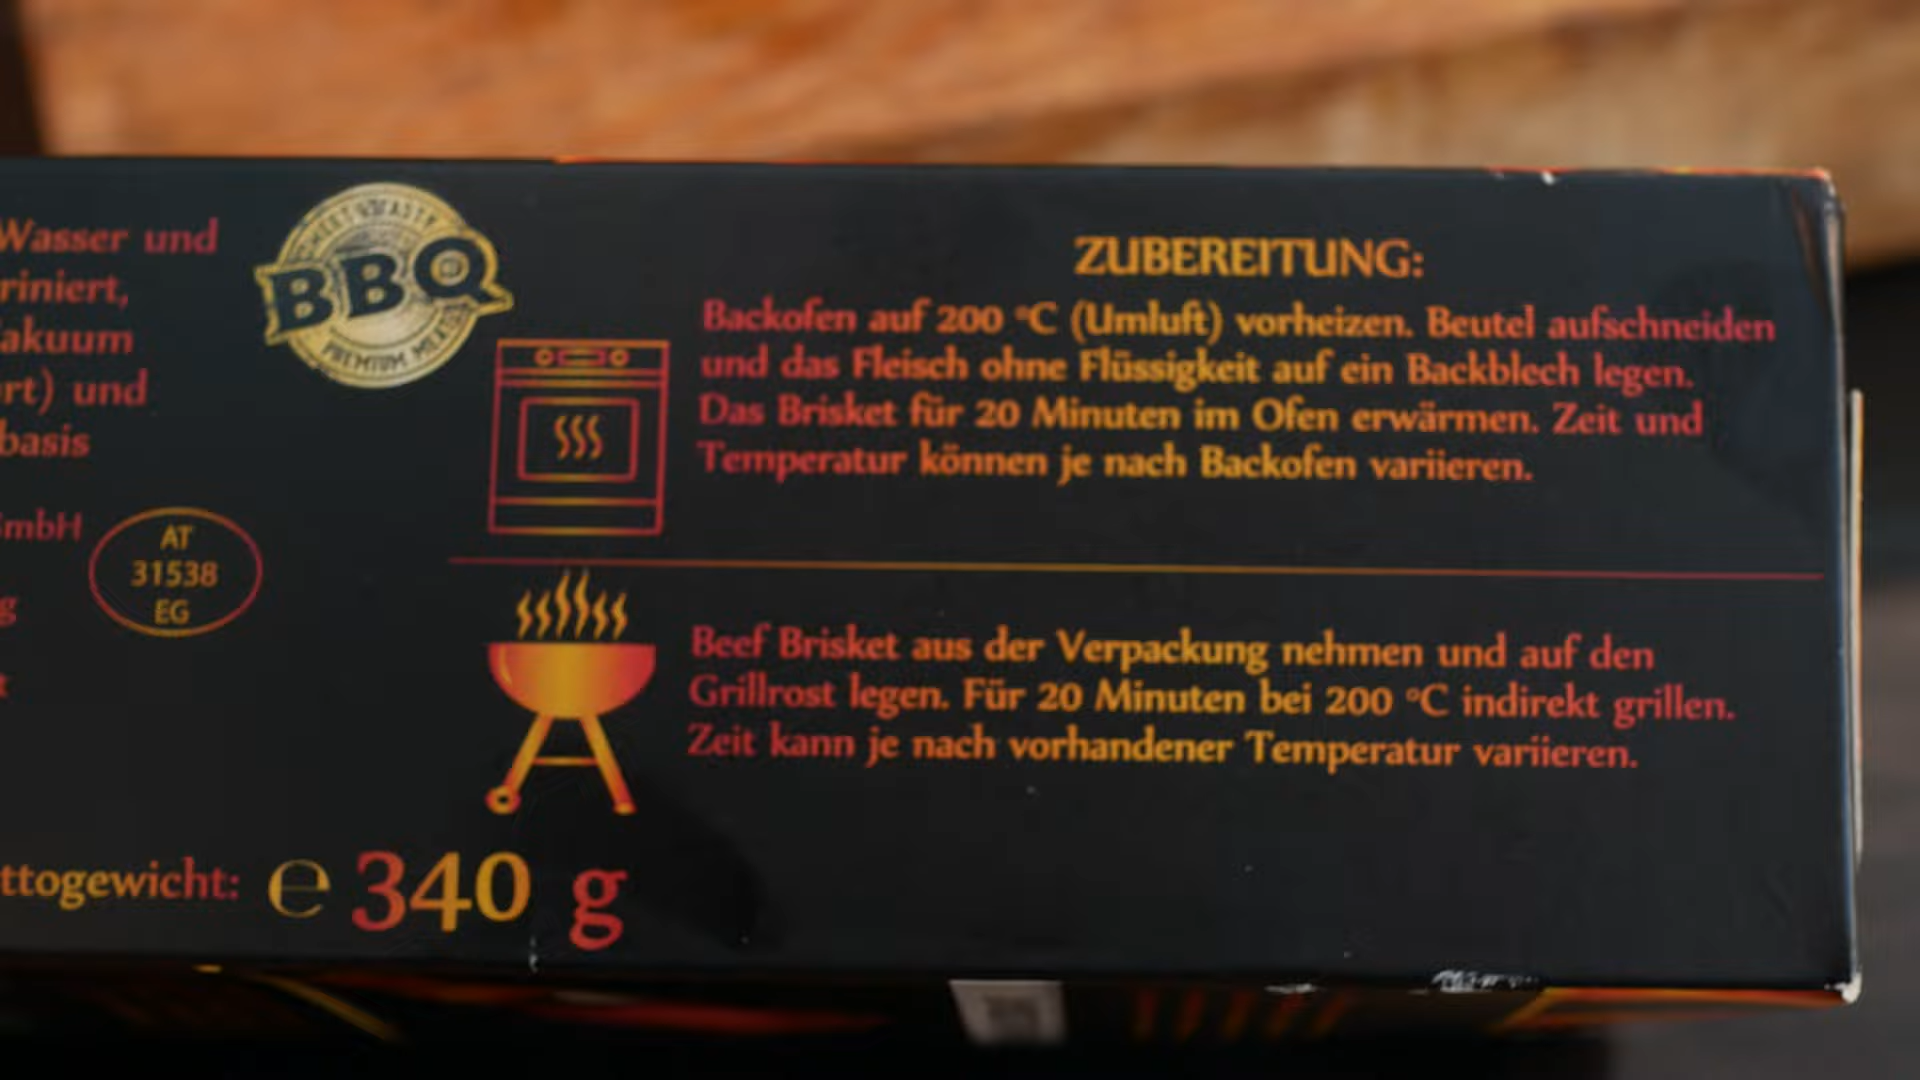 Wasser und
riniert,
akuum
rt) und
basis
mbH
g
AT
31538
EG
ttogewicht: ℮ 340 g
BBQ
PREMIUM
ZUBEREITUNG:
Backofen auf 200 °C (Umluft) vorheizen. Beutel aufschneiden
und das Fleisch ohne Flüssigkeit auf ein Backblech legen.
Das Brisket für 20 Minuten im Ofen erwärmen. Zeit und
Temperatur können je nach Backofen variieren.
Beef Brisket aus der Verpackung nehmen und auf den
Grillrost legen. Für 20 Minuten bei 200 °C indirekt grillen.
Zeit kann je nach vorhandener Temperatur variieren.